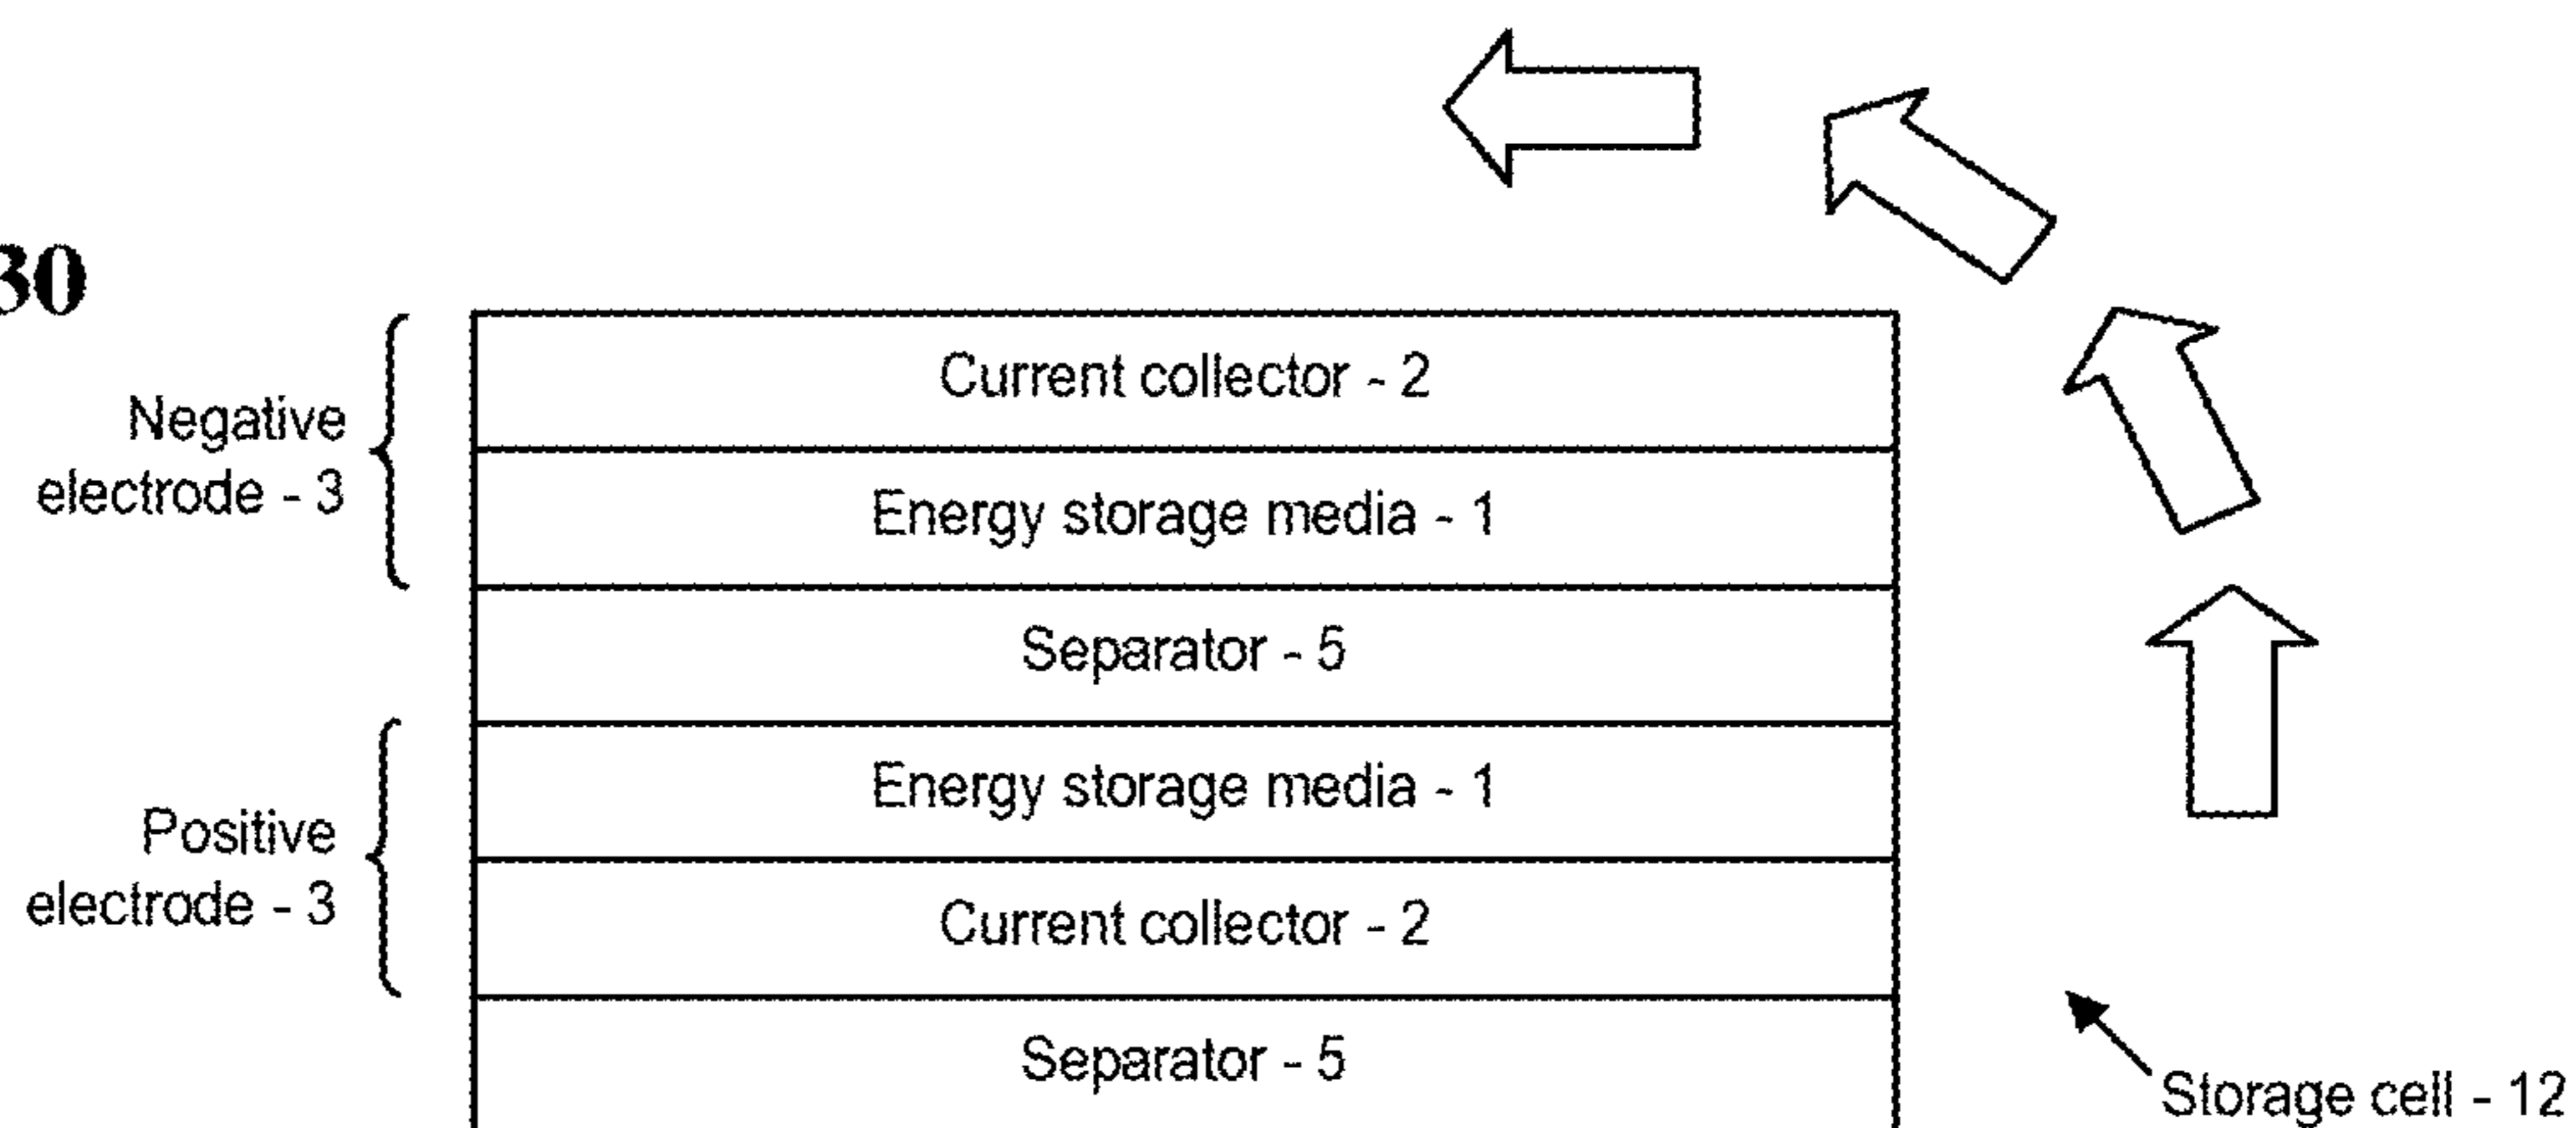 30
Current collector - 2
Negative
electrode - 3
Energy storage media - 1
Separator - 5
Energy storage media - 1
Positive
electrode - 3
Current collector - 2
Separator - 5
Storage cell - 12